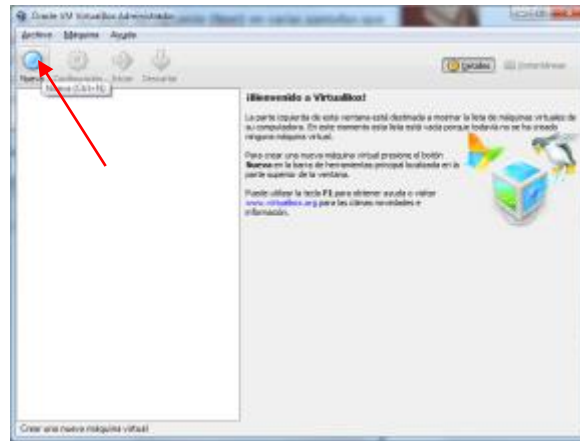 Oracle VM VirtualBox Administrador
Archivo Máquina Ayuda
Nueva Configuración Iniciar Descartar
Detalles Instantáneas
Nueva (Ctrl+N)
¡Bienvenido a VirtualBox!
La parte izquierda de esta ventana está destinada a mostrar la lista de máquinas virtuales de
su computadora. En este momento esta lista está vacía porque todavía no se ha creado
ninguna máquina virtual.
Para crear una nueva máquina virtual presione el botón
Nueva en la barra de herramientas principal localizada en la
parte superior de la ventana.
Puede utilizar la tecla F1 para obtener ayuda o visitar
www.virtualbox.org para las últimas novedades e
información.
Crear una nueva máquina virtual